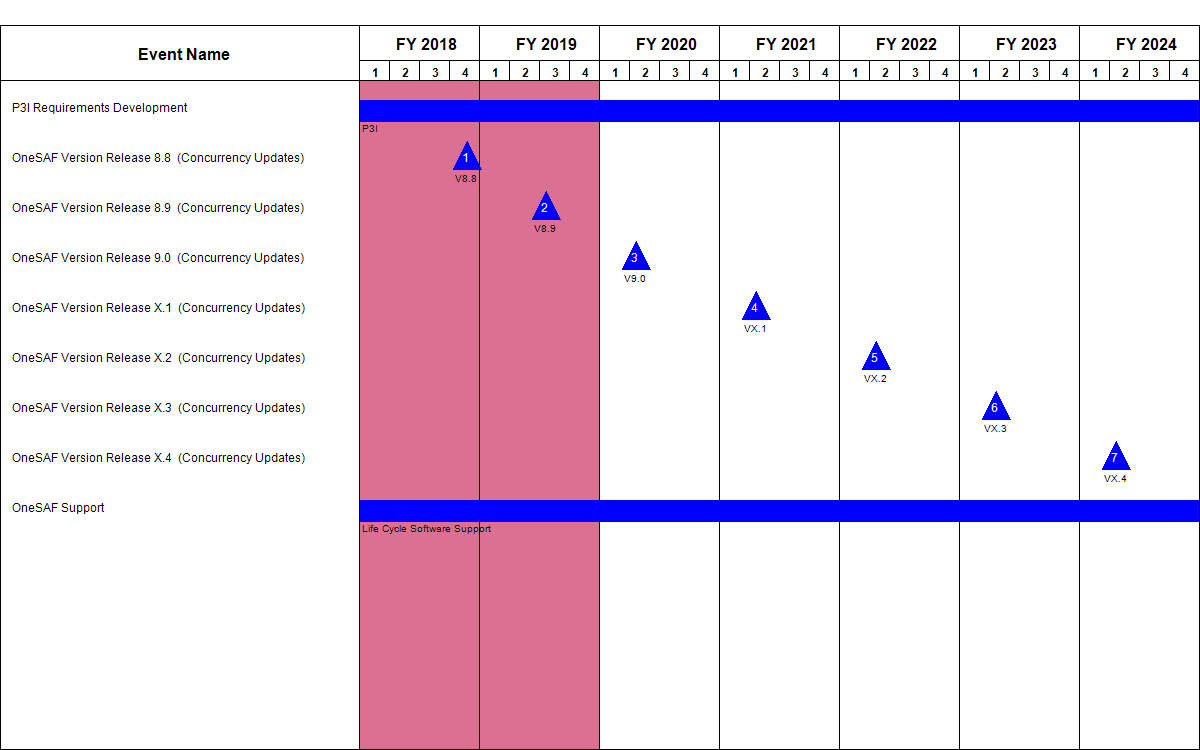 Event Name
FY 2018 FY 2019 FY 2020 FY 2021 FY 2022 FY 2023 FY 2024
1 2 3 4 1 2 3 4 1 2 3 4 1 2 3 4 1 2 3 4 1 2 3 4 1 2 3 4
P3I Requirements Development
P3I
OneSAF Version Release 8.8 (Concurrency Updates) 1
V8.8
OneSAF Version Release 8.9 (Concurrency Updates) 2
V8.9
OneSAF Version Release 9.0 (Concurrency Updates) 3
V9.0
OneSAF Version Release X.1 (Concurrency Updates) 4
VX.1
OneSAF Version Release X.2 (Concurrency Updates) 5
VX.2
OneSAF Version Release X.3 (Concurrency Updates) 6
VX.3
OneSAF Version Release X.4 (Concurrency Updates) 7
VX.4
OneSAF Support
Life Cycle Software Support